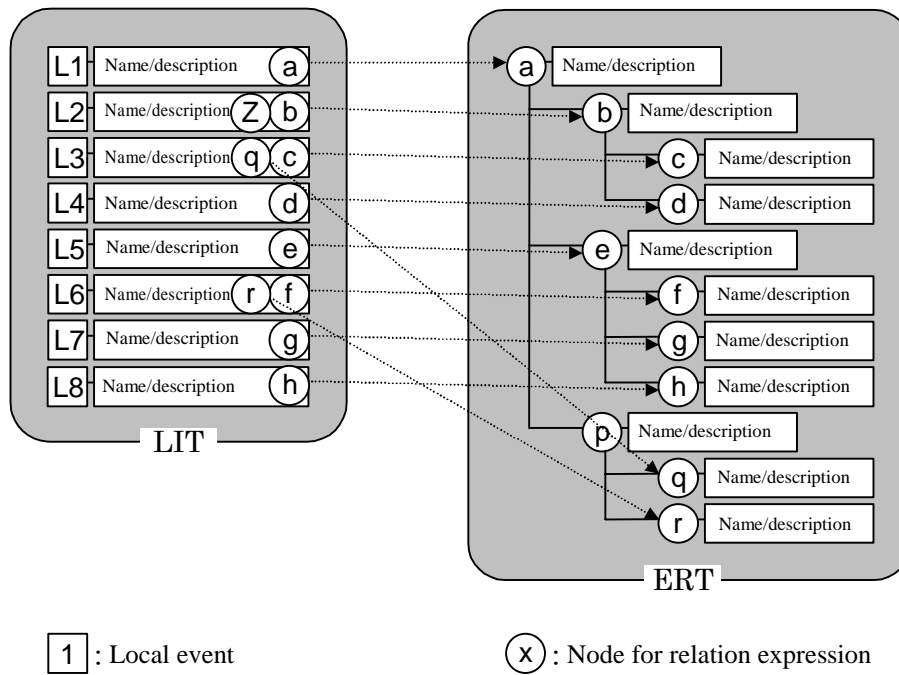 L1 Name/description a
L2 Name/description Z b
L3 Name/description q c
L4 Name/description d
L5 Name/description e
L6 Name/description r f
L7 Name/description g
L8 Name/description h
LIT
a Name/description
b Name/description
c Name/description
d Name/description
e Name/description
f Name/description
g Name/description
h Name/description
p Name/description
q Name/description
r Name/description
ERT
1 : Local event
x : Node for relation expression